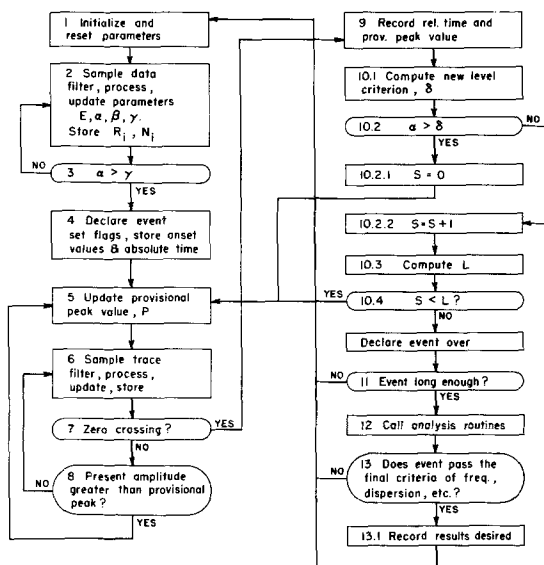 1 Initialize and
reset parameters
2 Sample data
filter, process,
update parameters
E, α, β, γ.
Store Ri, Ni
NO
3 α > γ
YES
4 Declare event
set flags, store onset
values & absolute time
5 Update provisional
peak value, P
6 Sample trace
filter, process,
update, store
7 Zero crossing?
YES
NO
NO
8 Present amplitude
greater than provisional
peak?
YES
9 Record rel. time and
prov. peak value
10.1 Compute new level
criterion, δ
10.2 α > δ
NO
YES
10.2.1 S = O
10.2.2 S = S + 1
10.3 Compute L
YES
10.4 S < L ?
NO
Declare event over
NO
11 Event long enough?
YES
12 Call analysis routines
NO
13 Does event pass the
final criteria of freq.,
dispersion, etc.?
YES
13.1 Record results desired